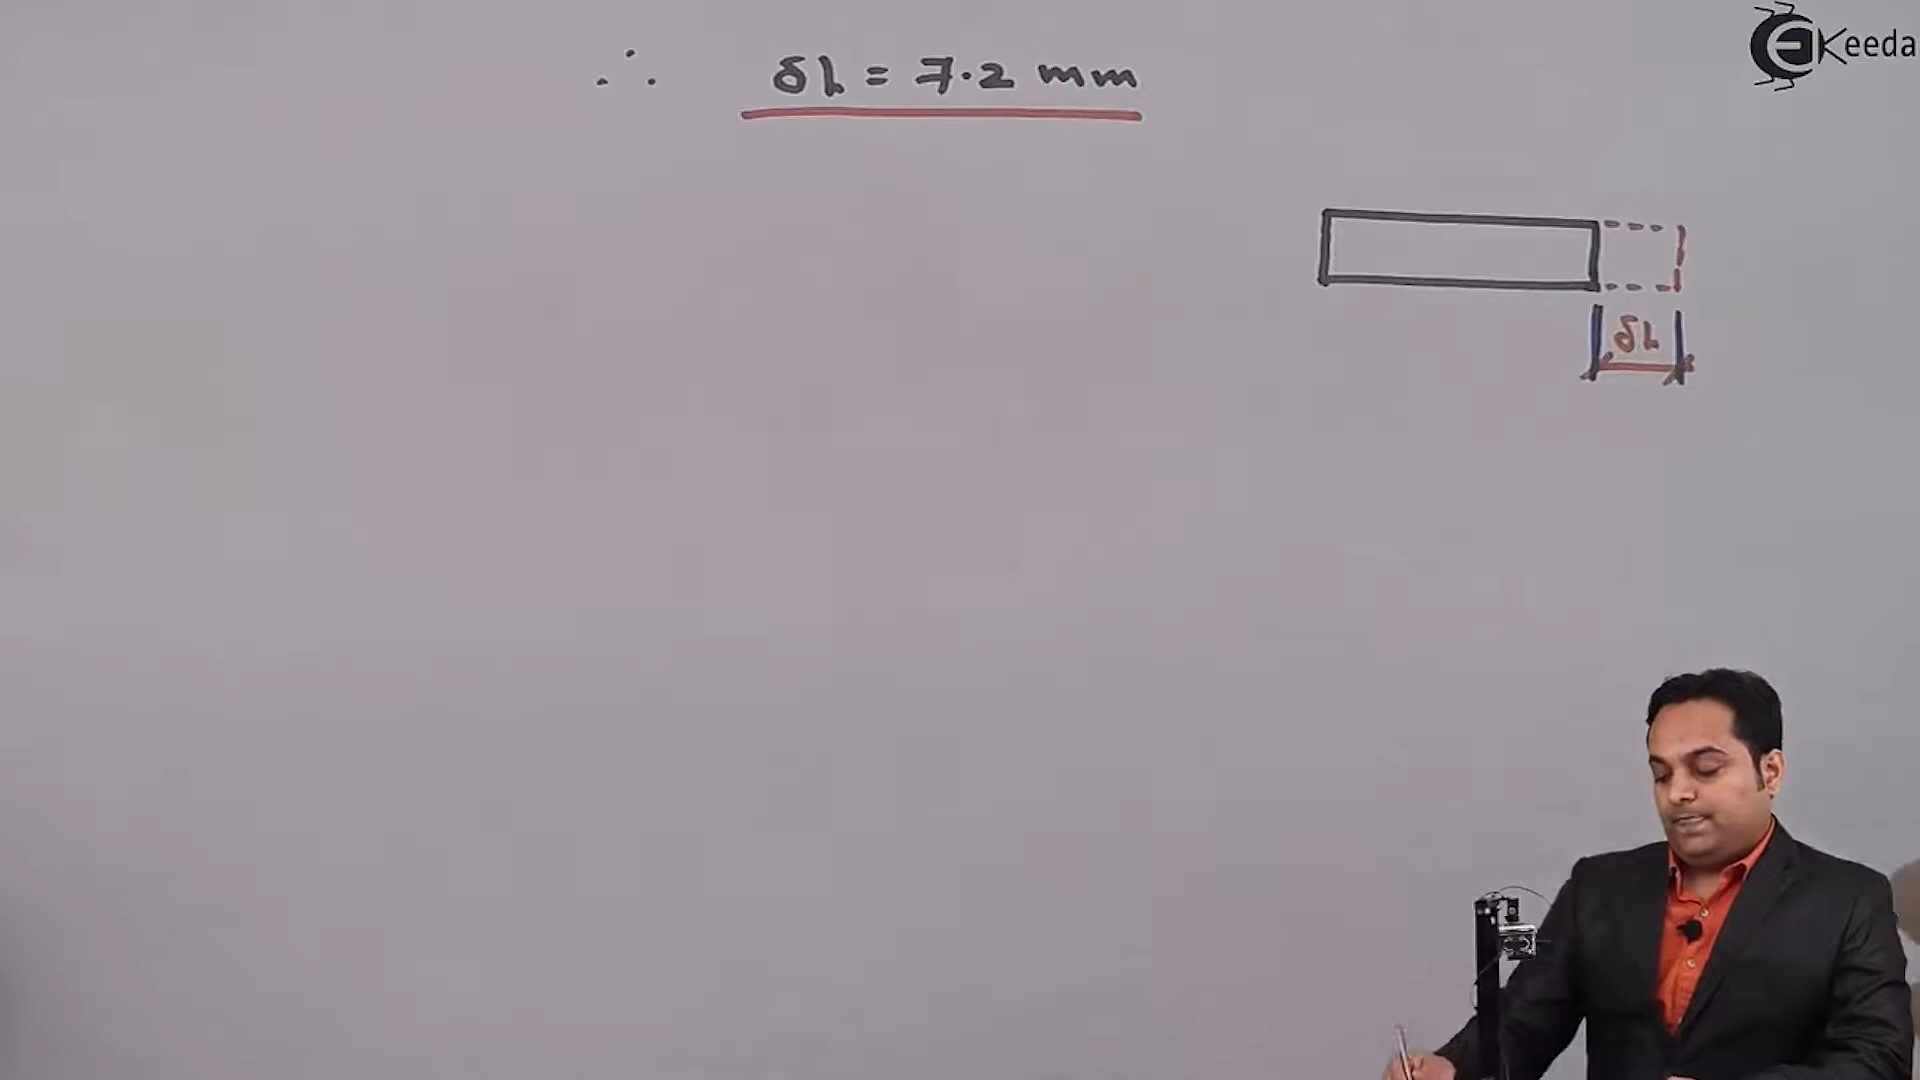 ∴ δL = 7.2 mm
δL
Ekeeda